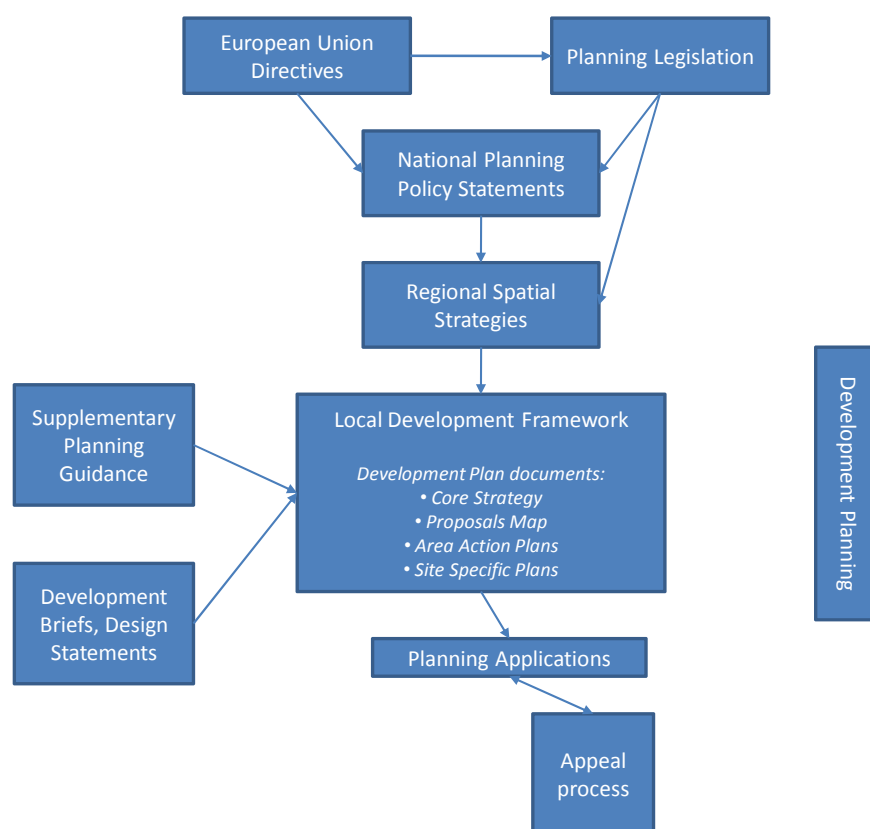 European Union
Directives
Planning Legislation
National Planning
Policy Statements
Regional Spatial
Strategies
Supplementary
Planning
Guidance
Local Development Framework
Development Plan documents:
• Core Strategy
• Proposals Map
• Area Action Plans
• Site Specific Plans
Development Planning
Development
Briefs, Design
Statements
Planning Applications
Appeal
process